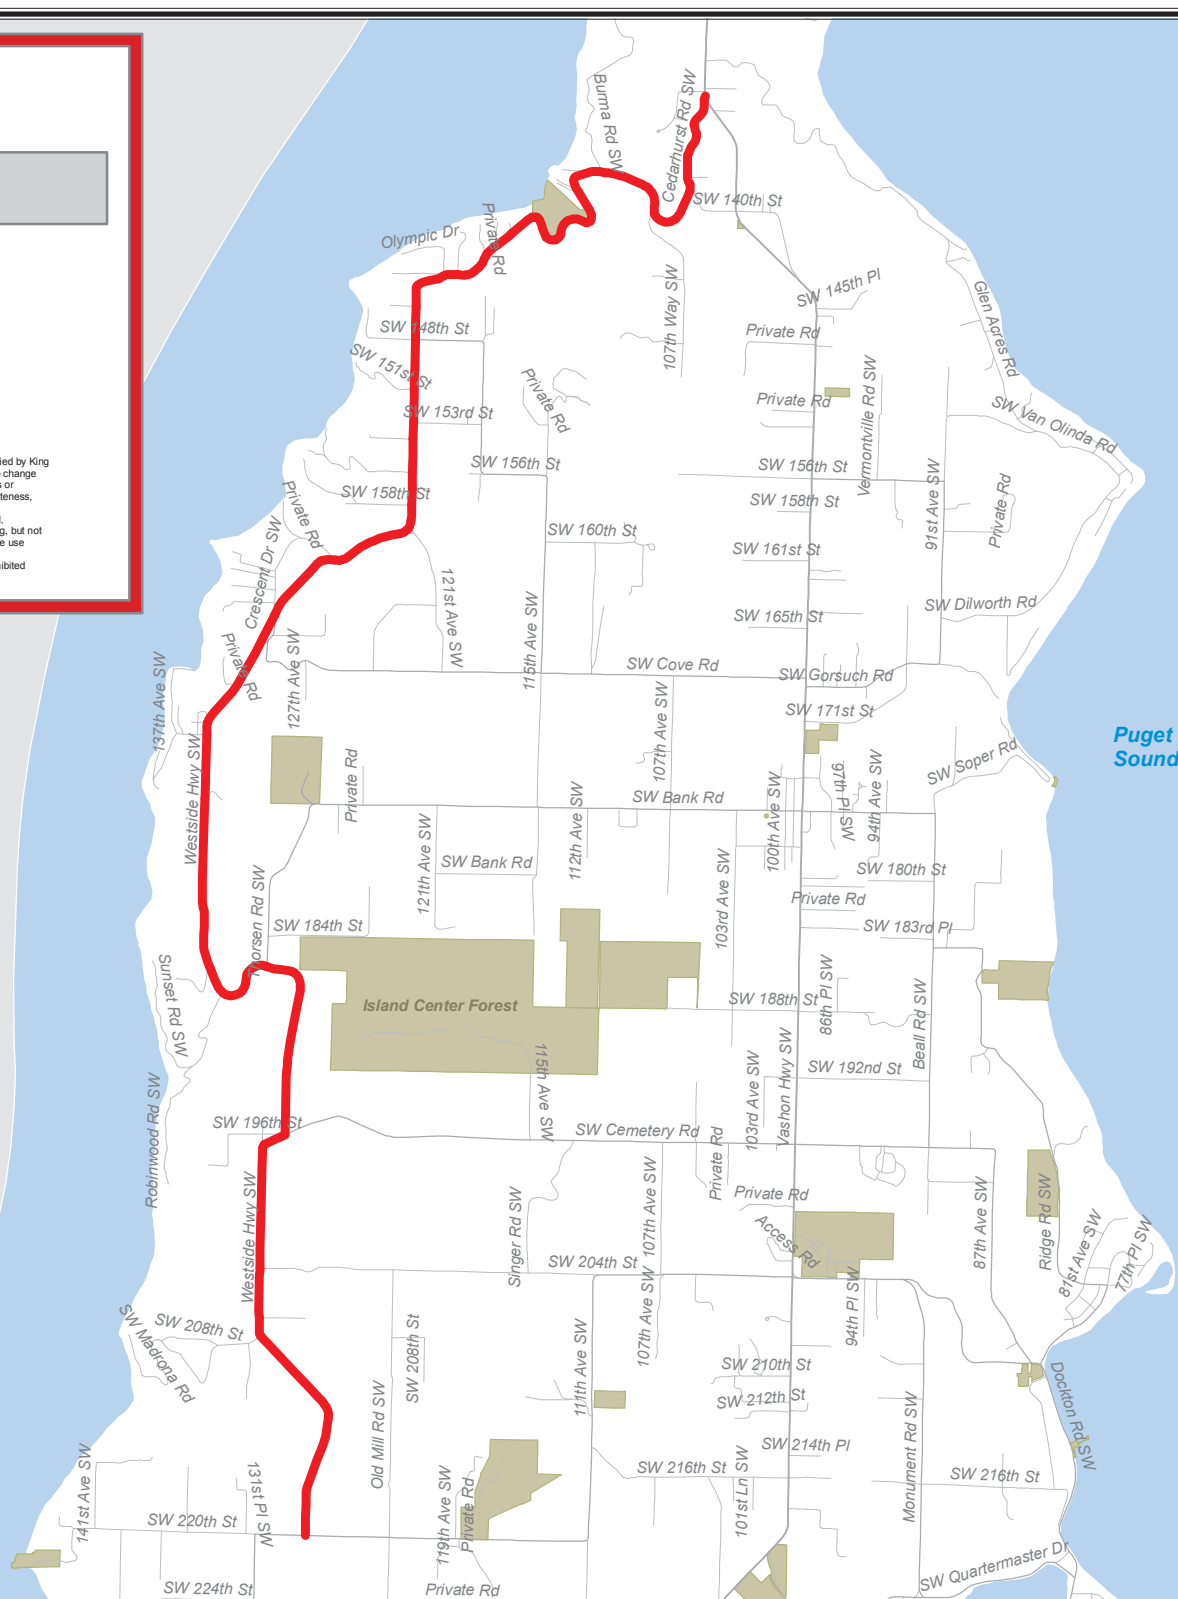 ied by King
change
s or
teness,
g, but not
e use
hibited
Burma Rd SW
Cedarhurst Rd SW
SW 140th St
Private Rd
Olympic Dr
107th Way SW
SW 145th Pl
Glen Acres Rd
SW 148th St
Private Rd
SW 151st St
Private Rd
Vermontville Rd SW
Private Rd
SW 153rd St
SW Van Olinda Rd
SW 156th St
SW 156th St
91st Ave SW
Private Rd
SW 158th St
SW 158th St
Private Rd
SW 160th St
Crescent Dr SW
SW 161st St
121st Ave SW
115th Ave SW
SW 165th St
SW Dilworth Rd
127th Ave SW
Private Rd
SW Cove Rd
SW Gorsuch Rd
137th Ave SW
107th Ave SW
SW 171st St
Puget
Sound
Westside Hwy SW
Private Rd
SW Soper Rd
97th Pl SW
94th Ave SW
SW Bank Rd
100th Ave SW
112th Ave SW
121th Ave SW
SW Bank Rd
SW 180th St
103rd Ave SW
Private Rd
Thorsen Rd SW
SW 184th St
SW 183rd Pl
Sunset Rd SW
Island Center Forest
SW 188th St
86th Pl SW
Beall Rd SW
115th Ave SW
SW 192nd St
103rd Ave SW
Vashon Hwy SW
Robinwood Rd SW
SW 196th St
SW Cemetery Rd
Private Rd
Westside Hwy SW
Singer Rd SW
107th Ave SW
Private Rd
Access Rd
87th Ave SW
Ridge Rd SW
81st Ave SW
77th Pl SW
SW 204th St
107th Ave SW
94th Pl SW
SW 208th St
SW Madrona Rd
SW 208th St
111th Ave SW
SW 210th St
SW 212th St
Dockton Rd SW
Old Mill Rd SW
Monument Rd SW
SW 214th Pl
SW 216th St
SW 216th St
141st Ave SW
131st Pl SW
119th Ave SW
Private Rd
101st Ln SW
SW 220th St
SW Quartermaster Dr
SW 224th St
Private Rd